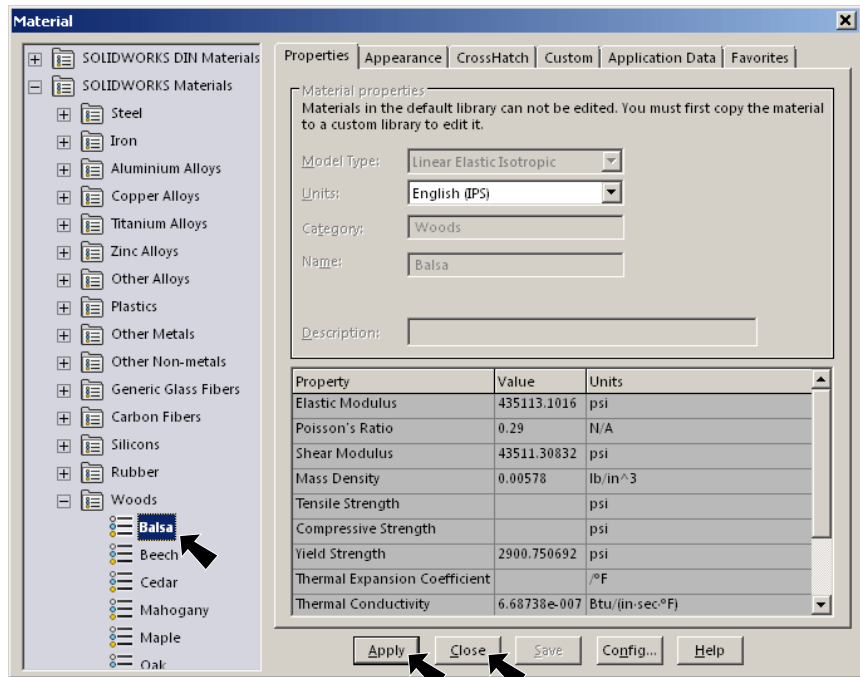 Material
SOLIDWORKS DIN Materials
SOLIDWORKS Materials
Steel
Iron
Aluminium Alloys
Copper Alloys
Titanium Alloys
Zinc Alloys
Other Alloys
Plastics
Other Metals
Other Non-metals
Generic Glass Fibers
Carbon Fibers
Silicons
Rubber
Woods
Balsa
Beech
Cedar
Mahogany
Maple
Oak
Properties Appearance CrossHatch Custom Application Data Favorites
Material properties
Materials in the default library can not be edited. You must first copy the material
to a custom library to edit it.
Model Type: Linear Elastic Isotropic
Units: English (IPS)
Category: Woods
Name: Balsa
Description:
Property Value Units
Elastic Modulus 435113.1016 psi
Poisson's Ratio 0.29 N/A
Shear Modulus 43511.30832 psi
Mass Density 0.00578 lb/in^3
Tensile Strength psi
Compressive Strength psi
Yield Strength 2900.750692 psi
Thermal Expansion Coefficient /°F
Thermal Conductivity 6.68738e-007 Btu/(in·sec·°F)
Apply Close Save Config... Help